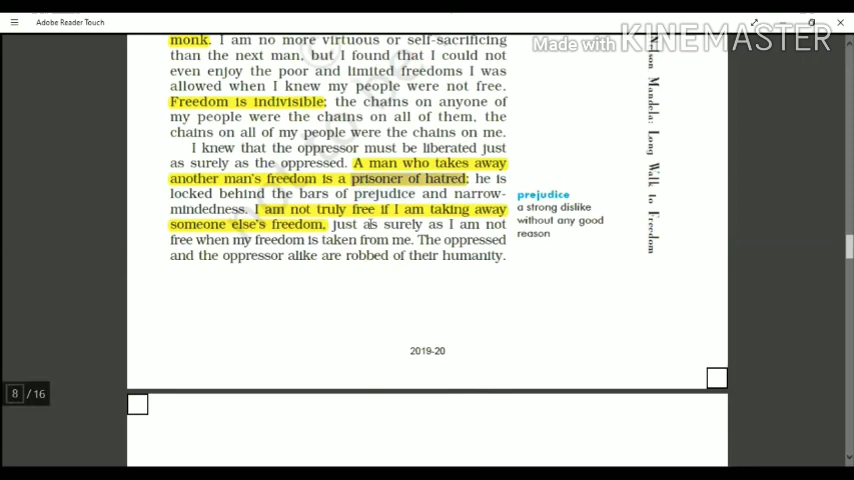 Adobe Reader Touch
Made with KINEMASTER
monk. I am no more virtuous or self-sacrificing
than the next man, but I found that I could not
even enjoy the poor and limited freedoms I was
allowed when I knew my people were not free.
Freedom is indivisible; the chains on anyone of
my people were the chains on all of them, the
chains on all of my people were the chains on me.
I knew that the oppressor must be liberated just
as surely as the oppressed. A man who takes away
another man's freedom is a prisoner of hatred; he is
locked behind the bars of prejudice and narrow-
mindedness. I am not truly free if I am taking away
someone else's freedom, just as surely as I am not
free when my freedom is taken from me. The oppressed
and the oppressor alike are robbed of their humanity.
prejudice
a strong dislike
without any good
reason
Nelson Mandela: Long Walk to Freedom
2019-20
8 / 16